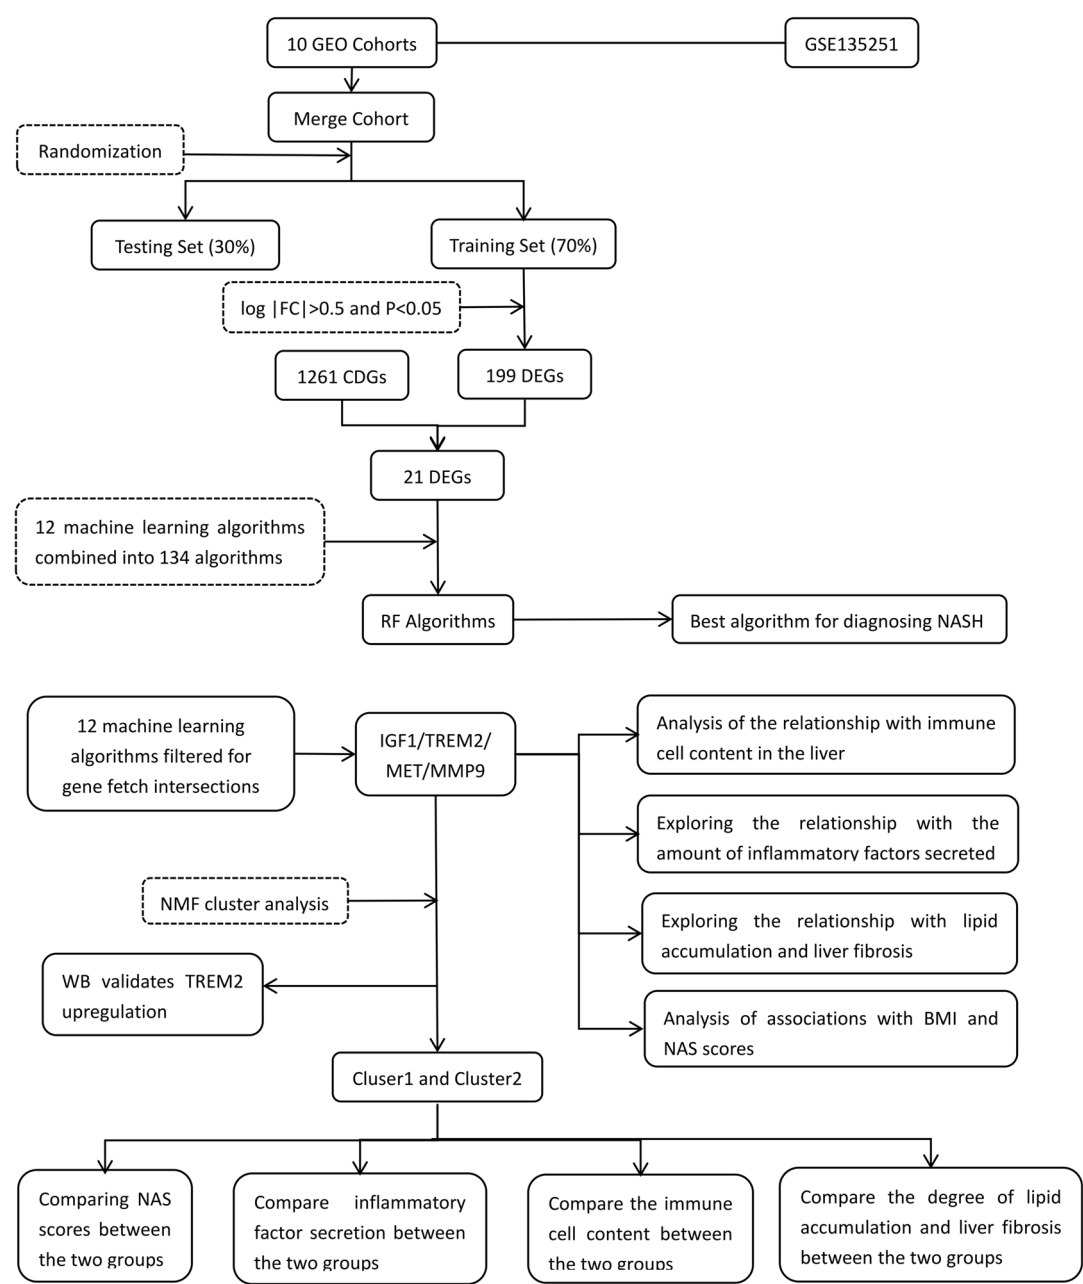 10 GEO Cohorts
GSE135251
Merge Cohort
Randomization
Testing Set (30%)
Training Set (70%)
log |FC|>0.5 and P<0.05
1261 CDGs
199 DEGs
21 DEGs
12 machine learning algorithms
combined into 134 algorithms
RF Algorithms
Best algorithm for diagnosing NASH
12 machine learning
algorithms filtered for
gene fetch intersections
IGF1/TREM2/
MET/MMP9
Analysis of the relationship with immune
cell content in the liver
Exploring the relationship with the
amount of inflammatory factors secreted
NMF cluster analysis
Exploring the relationship with lipid
accumulation and liver fibrosis
WB validates TREM2
upregulation
Analysis of associations with BMI and
NAS scores
Cluser1 and Cluster2
Comparing NAS
scores between
the two groups
Compare inflammatory
factor secretion between
the two groups
Compare the immune
cell content between
the two groups
Compare the degree of lipid
accumulation and liver fibrosis
between the two groups